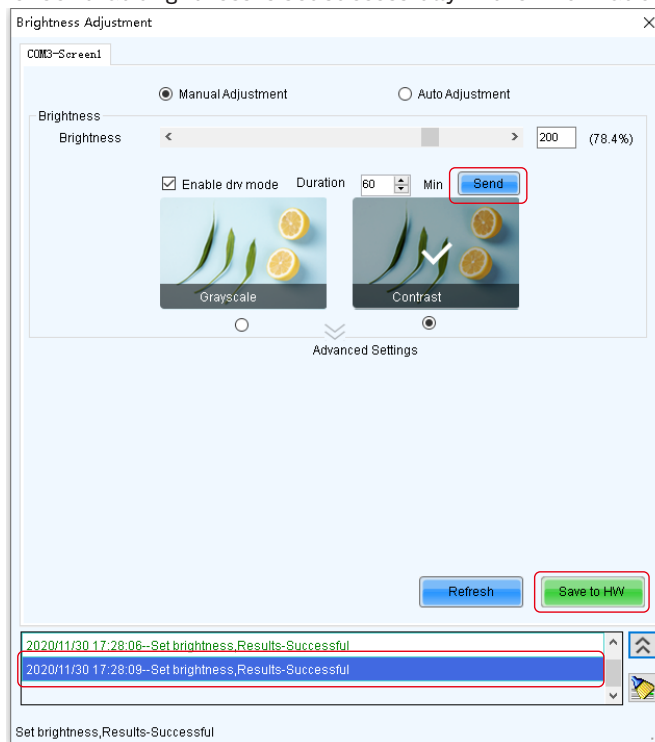 Brightness Adjustment
COM3-Screen1
Manual Adjustment Auto Adjustment
Brightness
Brightness 200 (78.4%)
Enable dry mode Duration 60 Min Send
Grayscale Contrast
Advanced Settings
Refresh Save to HW
2020/11/30 17:28:06--Set brightness,Results-Successful
2020/11/30 17:28:09--Set brightness,Results-Successful
Set brightness,Results-Successful